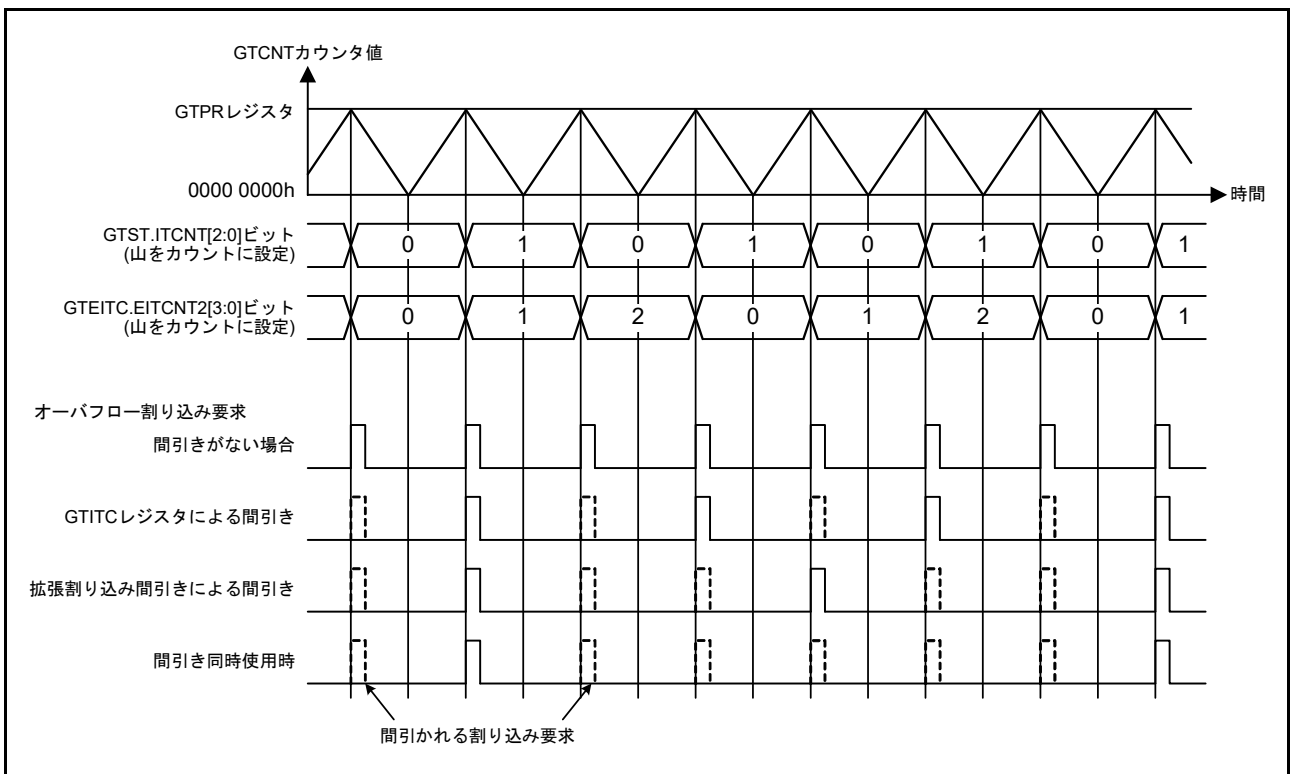 GTCNTカウンタ値
GTPRレジスタ
0000 0000h
時間
GTST.ITCNT[2:0]ビット
(山をカウントに設定)
0 1 0 1 0 1 0 1
GTEITC.EITCNT2[3:0]ビット
(山をカウントに設定)
0 1 2 0 1 2 0 1
オーバフロー割り込み要求
間引きがない場合
GTITCレジスタによる間引き
拡張割り込み間引きによる間引き
間引き同時使用時
間引かれる割り込み要求